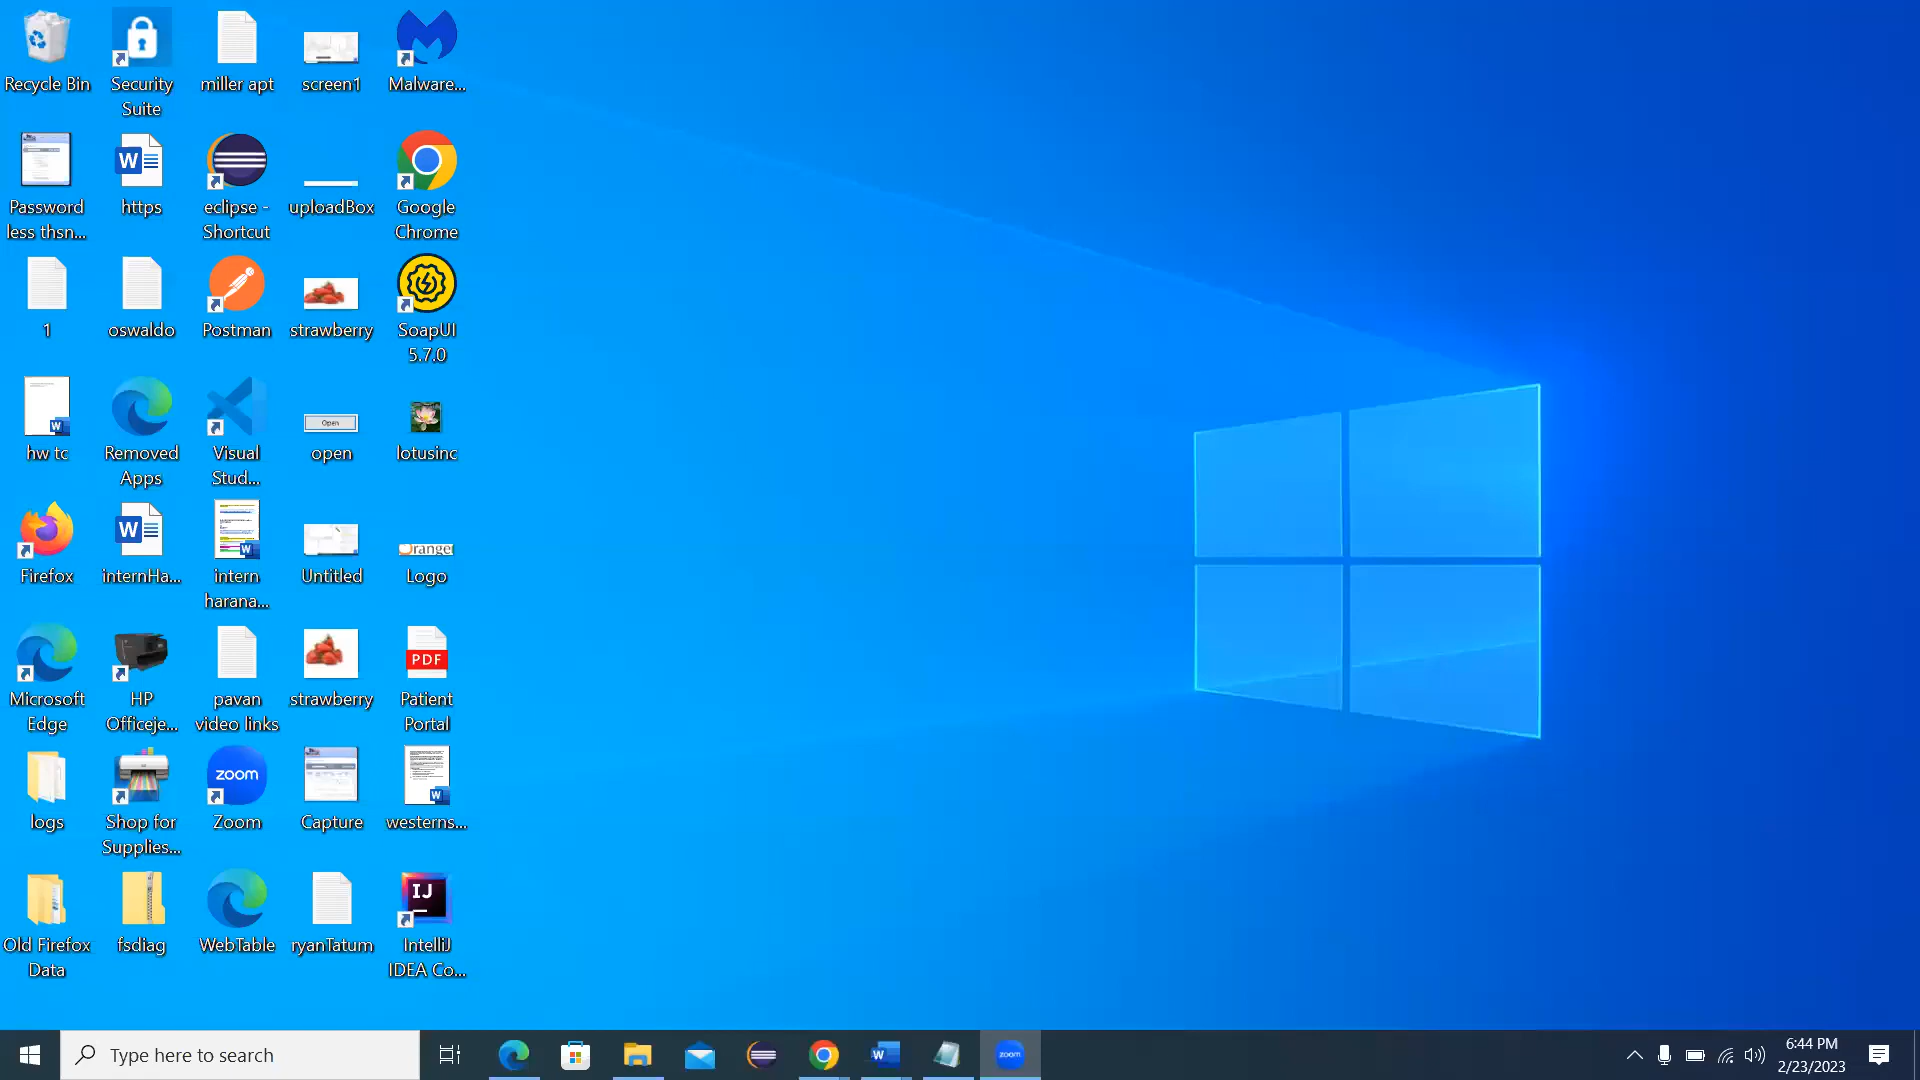 Recycle Bin
Security
Suite
miller apt
screen1
Malware...
Password
less thsn...
https
eclipse -
Shortcut
uploadBox
Google
Chrome
1
oswaldo
Postman
strawberry
SoapUI
5.7.0
hw tc
Removed
Apps
Visual
Stud...
Open
open
lotusinc
Firefox
internHa...
intern
harana...
Untitled
Oranger
Logo
Microsoft
Edge
HP
Officeje...
pavan
video links
strawberry
PDF
Patient
Portal
logs
Shop for
Supplies...
zoom
Zoom
Capture
westerns...
Old Firefox
Data
fsdiag
WebTable
ryanTatum
IJ
IntelliJ
IDEA Co...
Type here to search
zoom
6:44 PM
2/23/2023